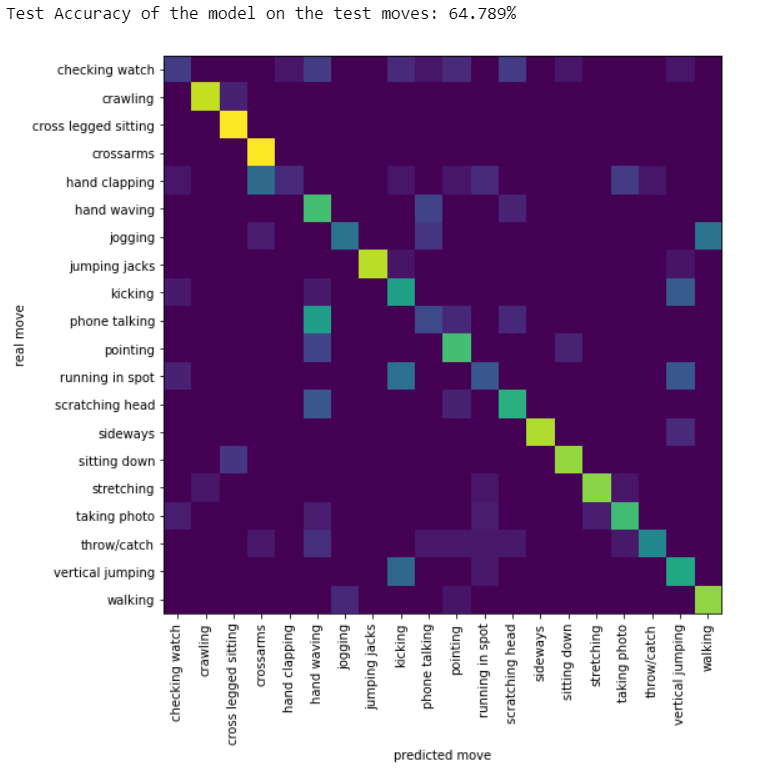 Test Accuracy of the model on the test moves: 64.789%
checking watch
crawling
cross legged sitting
crossarms
hand clapping
hand waving
jogging
jumping jacks
kicking
phone talking
pointing
running in spot
scratching head
sideways
sitting down
stretching
taking photo
throw/catch
vertical jumping
walking
real move
checking watch
crawling
cross legged sitting
crossarms
hand clapping
hand waving
jogging
jumping jacks
kicking
phone talking
pointing
running in spot
scratching head
sideways
sitting down
stretching
taking photo
throw/catch
vertical jumping
walking
predicted move